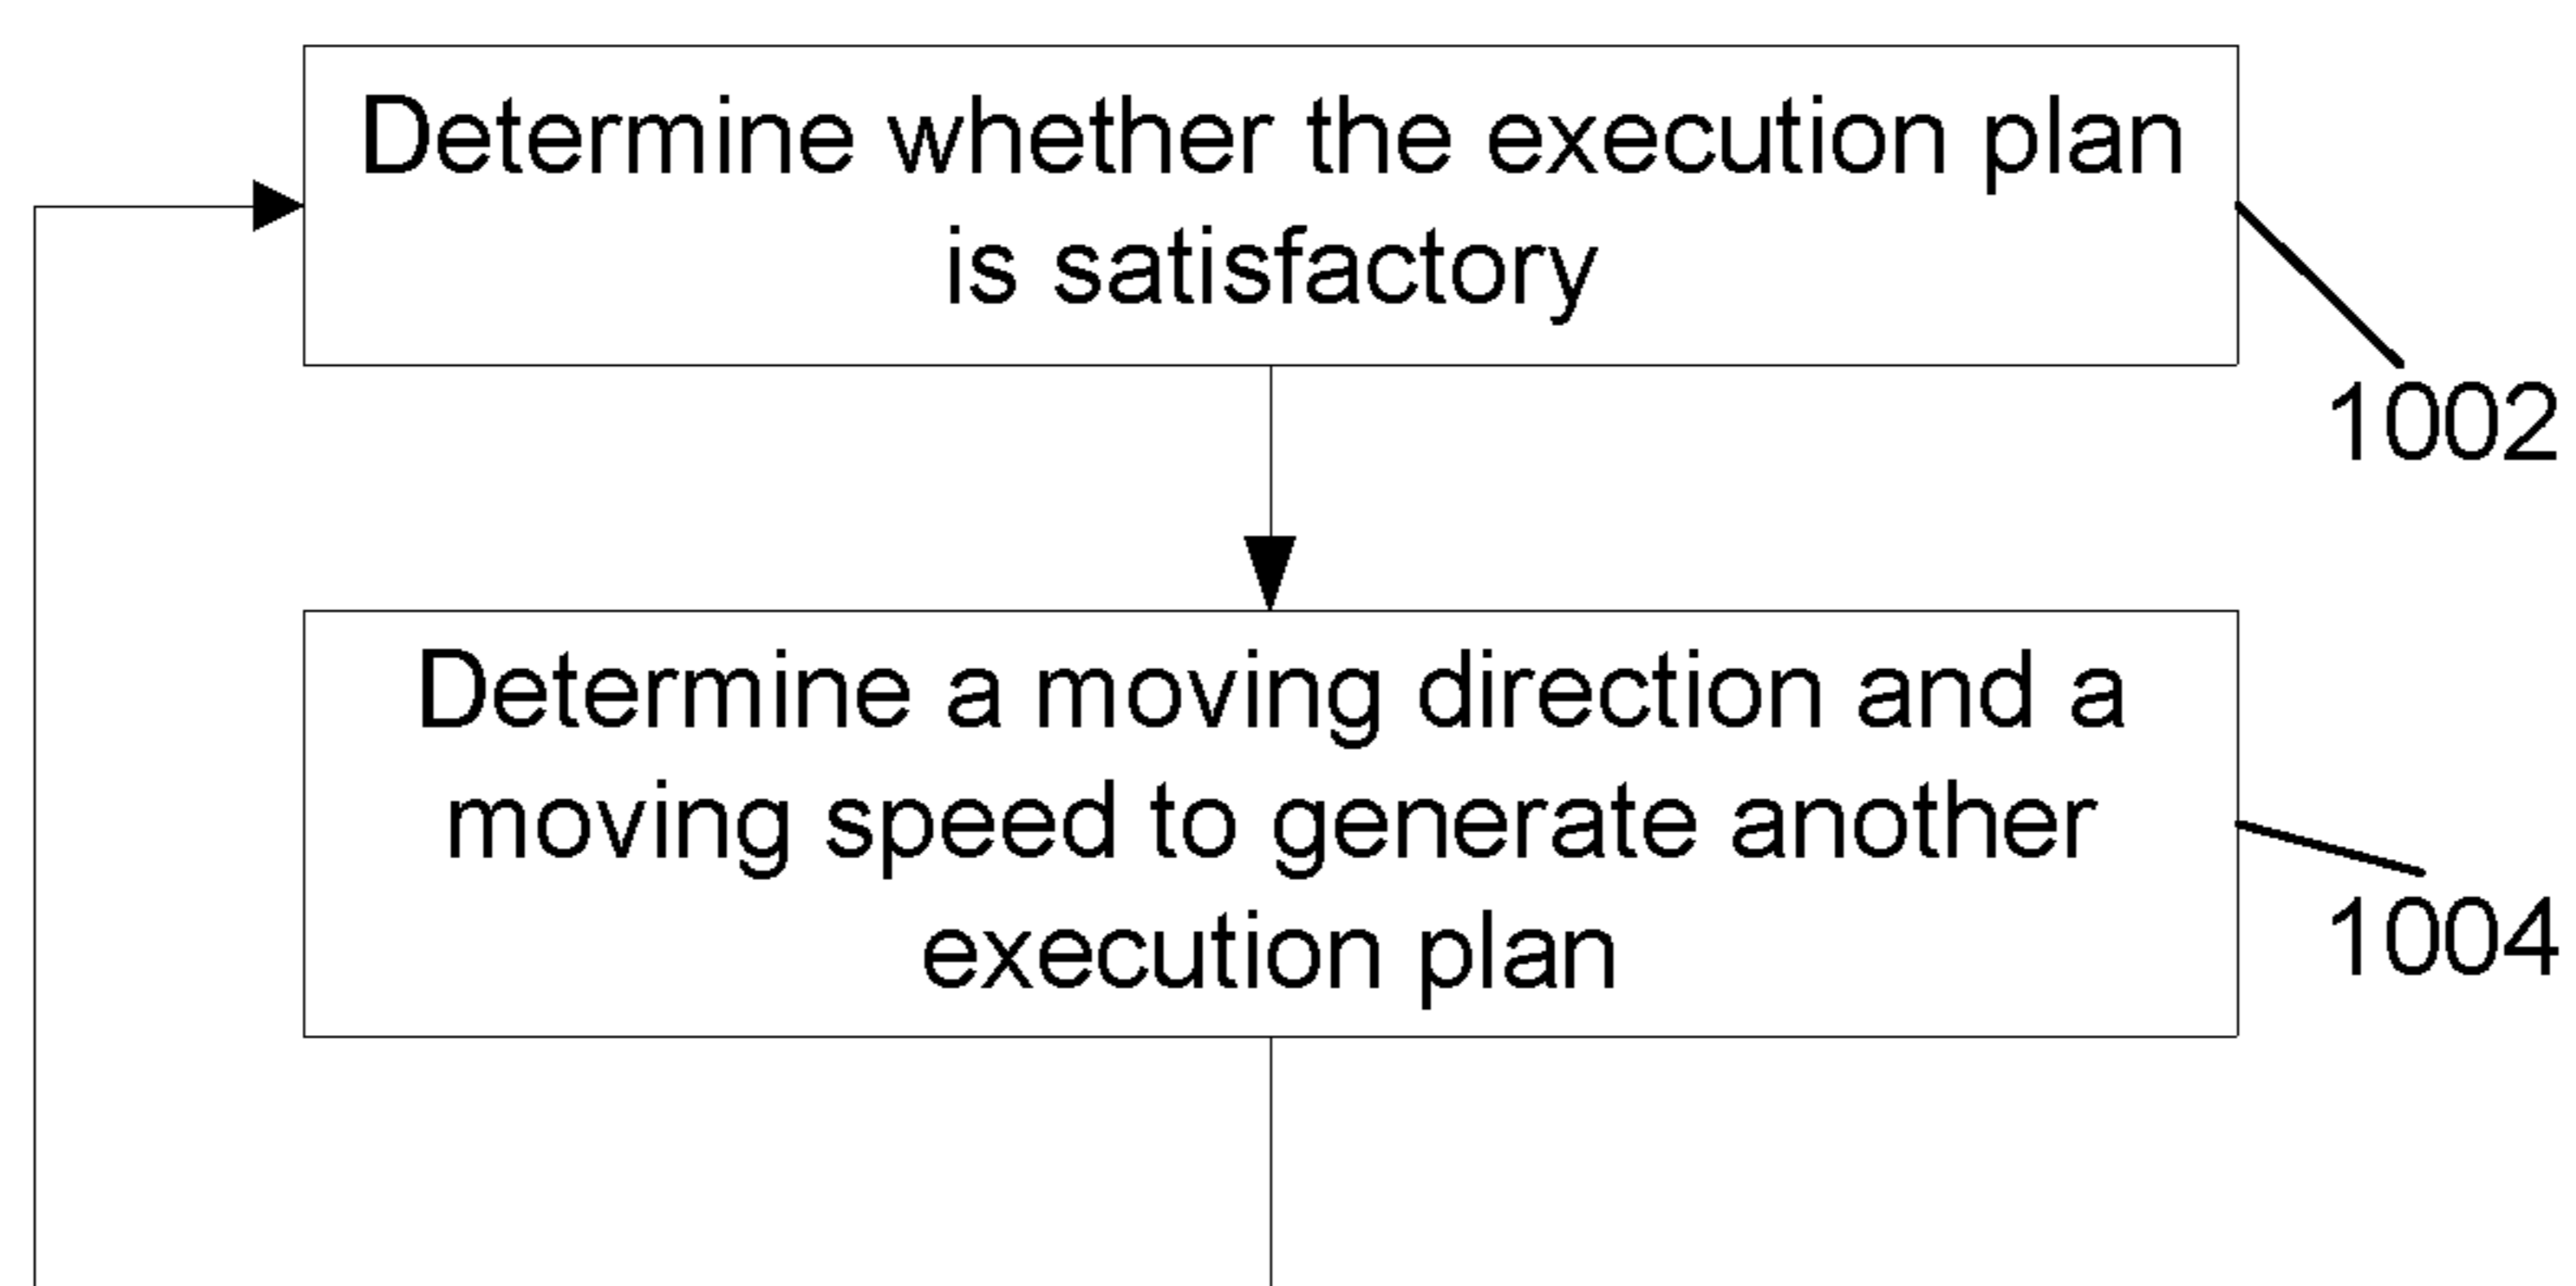 Determine whether the execution plan
is satisfactory
1002
Determine a moving direction and a
moving speed to generate another
execution plan
1004